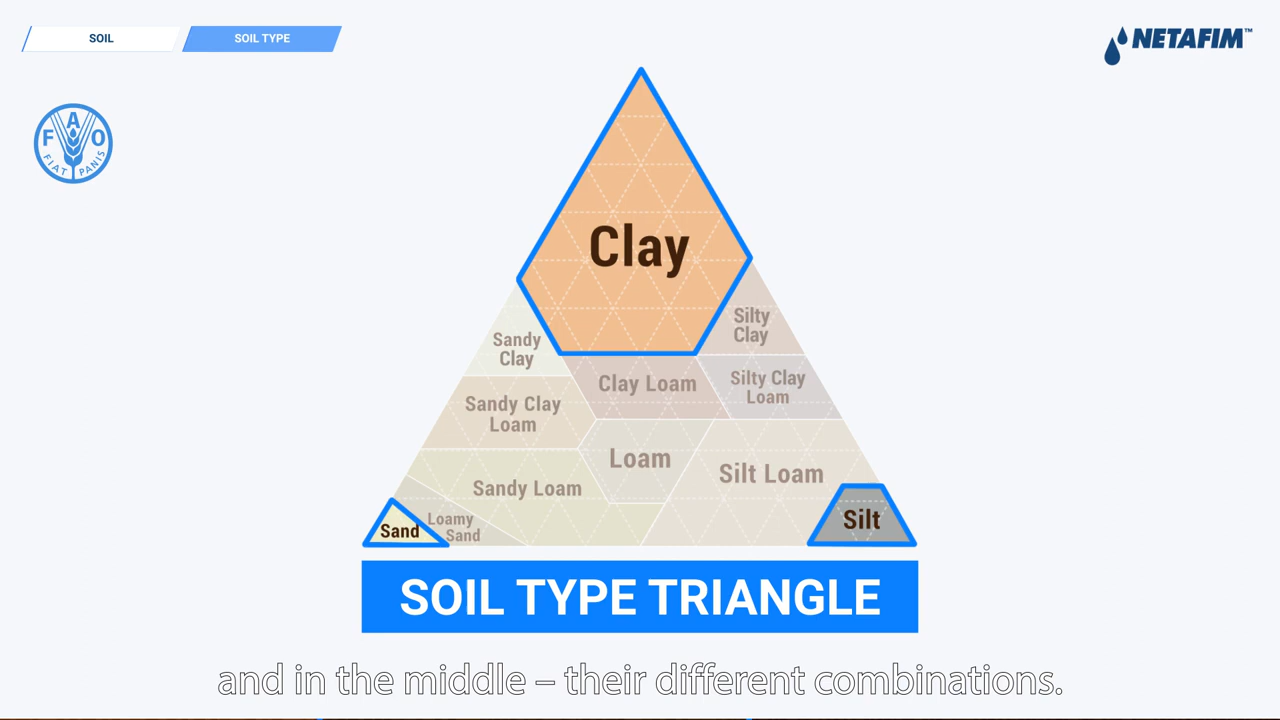 SOIL
SOIL TYPE
NETAFIM™
F A O
FIAT PANIS
Clay
Silty
Clay
Sandy
Clay
Clay Loam
Silty Clay
Loam
Sandy Clay
Loam
Loam
Silt Loam
Sandy Loam
Sand
Loamy
Sand
Silt
SOIL TYPE TRIANGLE
and in the middle – their different combinations.